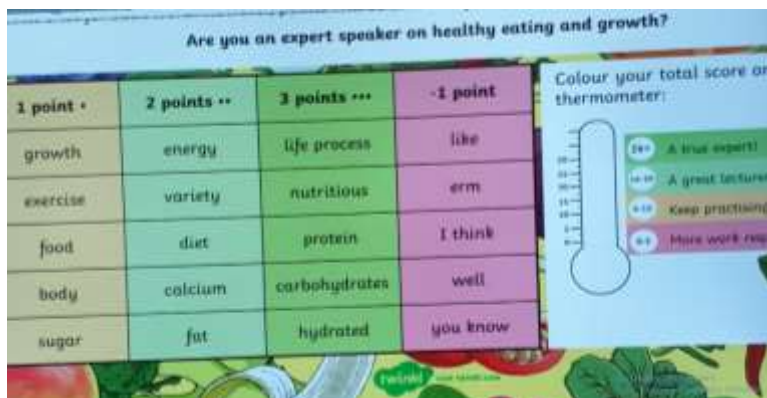 Are you an expert speaker on healthy eating and growth?
1 point • 2 points •• 3 points ••• -1 point
growth energy life process like
exercise variety nutritious erm
food diet protein I think
body calcium carbohydrates well
sugar fat hydrated you know
Colour your total score on
thermometer:
A true expert!
A great lecturer
Keep practising
More work req
twinkl